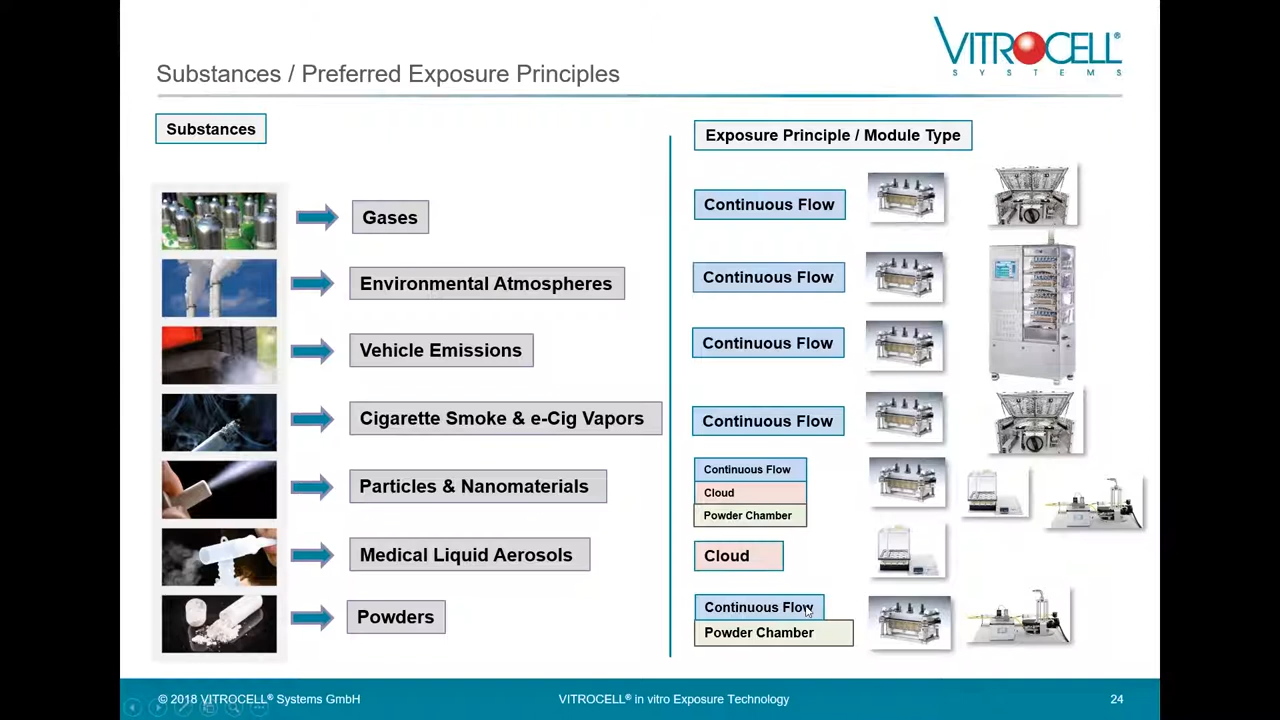 VITROCELL®
SYSTEMS
Substances / Preferred Exposure Principles
Substances
Exposure Principle / Module Type
Gases
Continuous Flow
Environmental Atmospheres
Continuous Flow
Vehicle Emissions
Continuous Flow
Cigarette Smoke & e-Cig Vapors
Continuous Flow
Particles & Nanomaterials
Continuous Flow
Cloud
Powder Chamber
Medical Liquid Aerosols
Cloud
Powders
Continuous Flow
Powder Chamber
© 2018 VITROCELL® Systems GmbH
VITROCELL® in vitro Exposure Technology
24